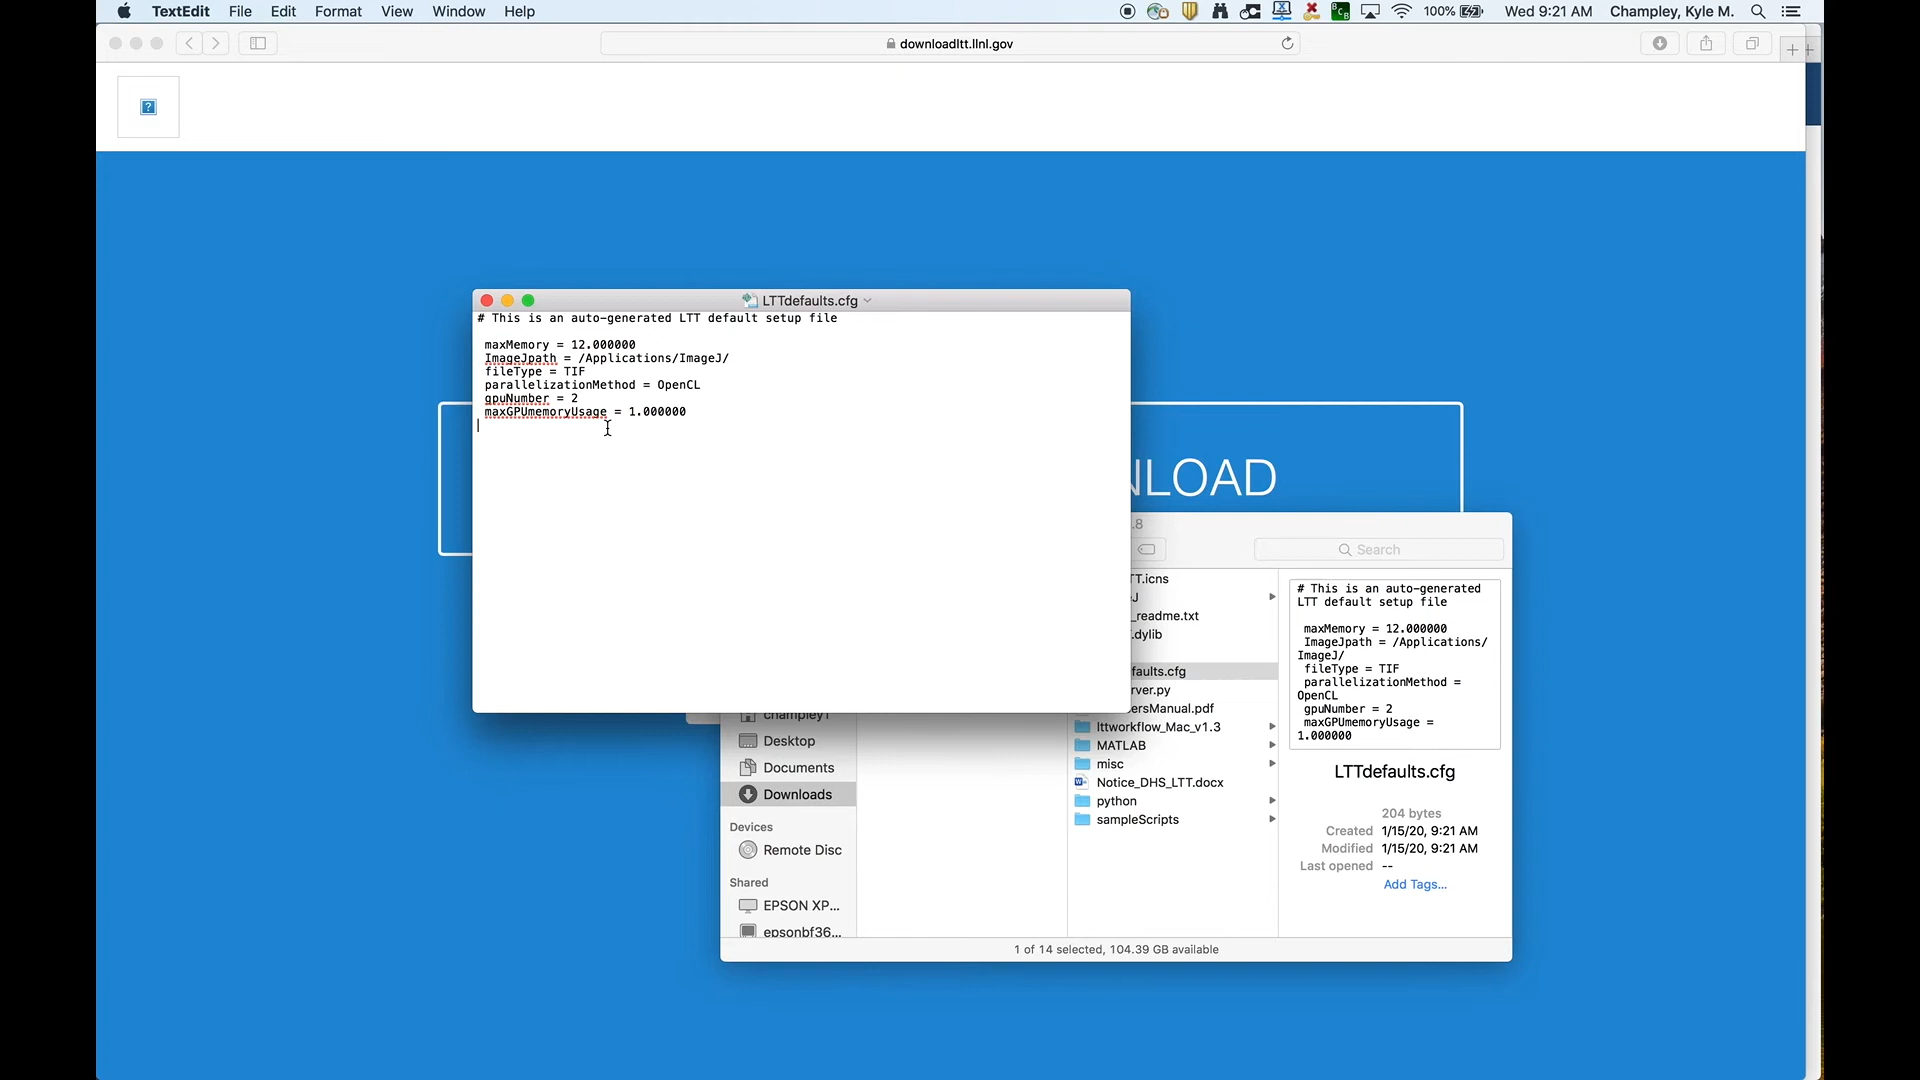 TextEdit File Edit Format View Window Help 100% Wed 9:21 AM Champley, Kyle M.
downloadltt.llnl.gov
LTTdefaults.cfg
# This is an auto-generated LTT default setup file
maxMemory = 12.000000
ImageJpath = /Applications/ImageJ/
fileType = TIF
parallelizationMethod = OpenCL
gpuNumber = 2
maxGPUmemoryUsage = 1.000000
NLOAD
.8
Search
T.icns
J
_readme.txt
.dylib
faults.cfg
rver.py
ersManual.pdf
lttworkflow_Mac_v1.3
MATLAB
misc
Notice_DHS_LTT.docx
python
sampleScripts
champley1
Desktop
Documents
Downloads
Devices
Remote Disc
Shared
EPSON XP...
epsonbf36...
# This is an auto-generated
LTT default setup file
maxMemory = 12.000000
ImageJpath = /Applications/
ImageJ/
fileType = TIF
parallelizationMethod =
OpenCL
gpuNumber = 2
maxGPUmemoryUsage =
1.000000
LTTdefaults.cfg
204 bytes
Created 1/15/20, 9:21 AM
Modified 1/15/20, 9:21 AM
Last opened --
Add Tags...
1 of 14 selected, 104.39 GB available